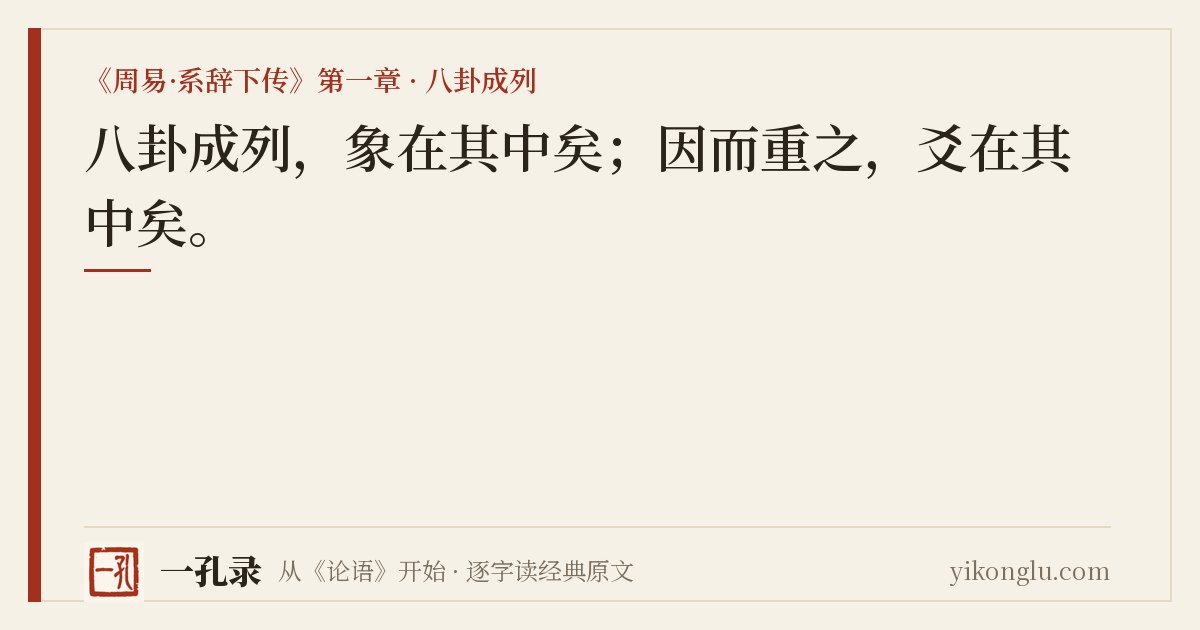 《周易·系辞下传》第一章 · 八卦成列
八卦成列，象在其中矣；因而重之，爻在其
中矣。
一孔
一孔录 从《论语》开始 · 逐字读经典原文 yikonglu.com